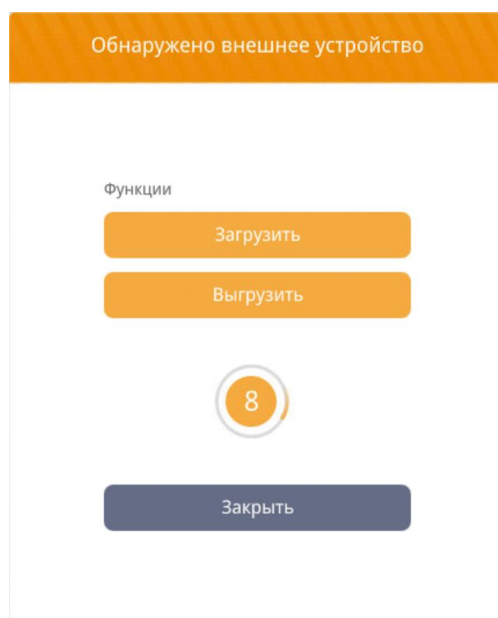 Обнаружено внешнее устройство
Функции
Загрузить
Выгрузить
8
Закрыть